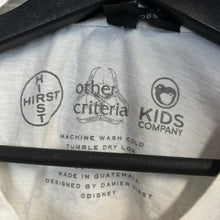 HIRST
HIRST
other
criteria
KIDS
COMPANY
MACHINE WASH COLD
TUMBLE DRY LOW
MADE IN GUATEMALA
DESIGNED BY DAMIEN HIRST
©DISNEY